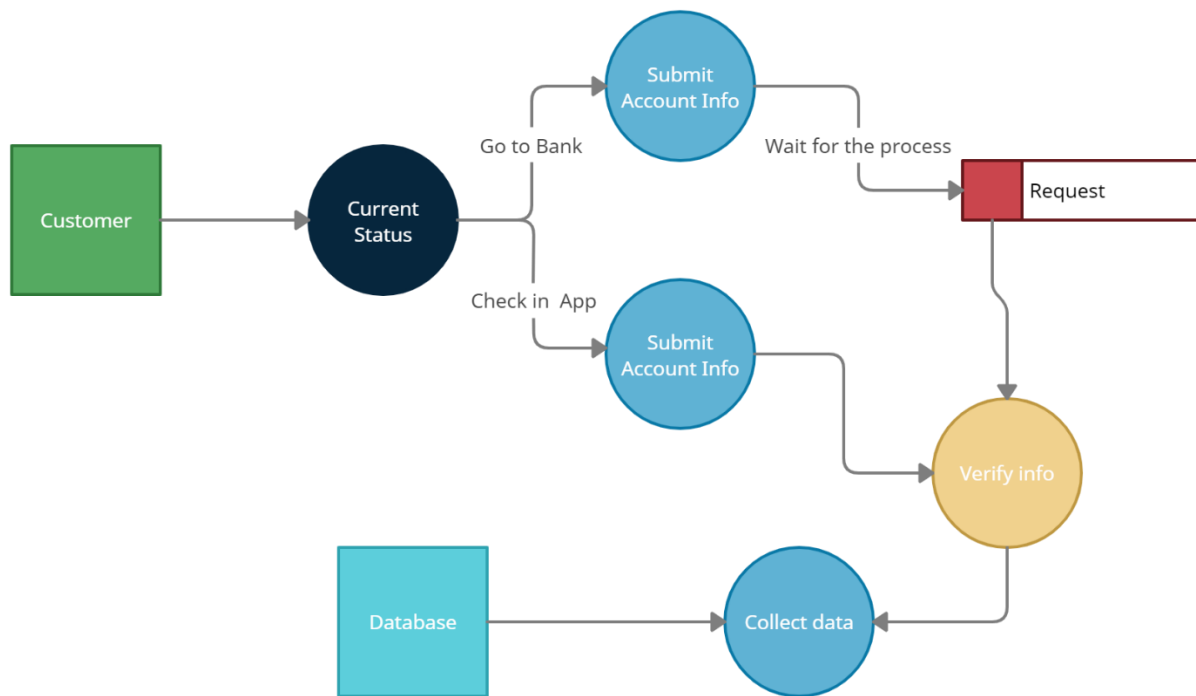 Submit
Account Info
Go to Bank
Wait for the process
Request
Customer
Current
Status
Check in  App
Submit
Account Info
Verify info
Database
Collect data